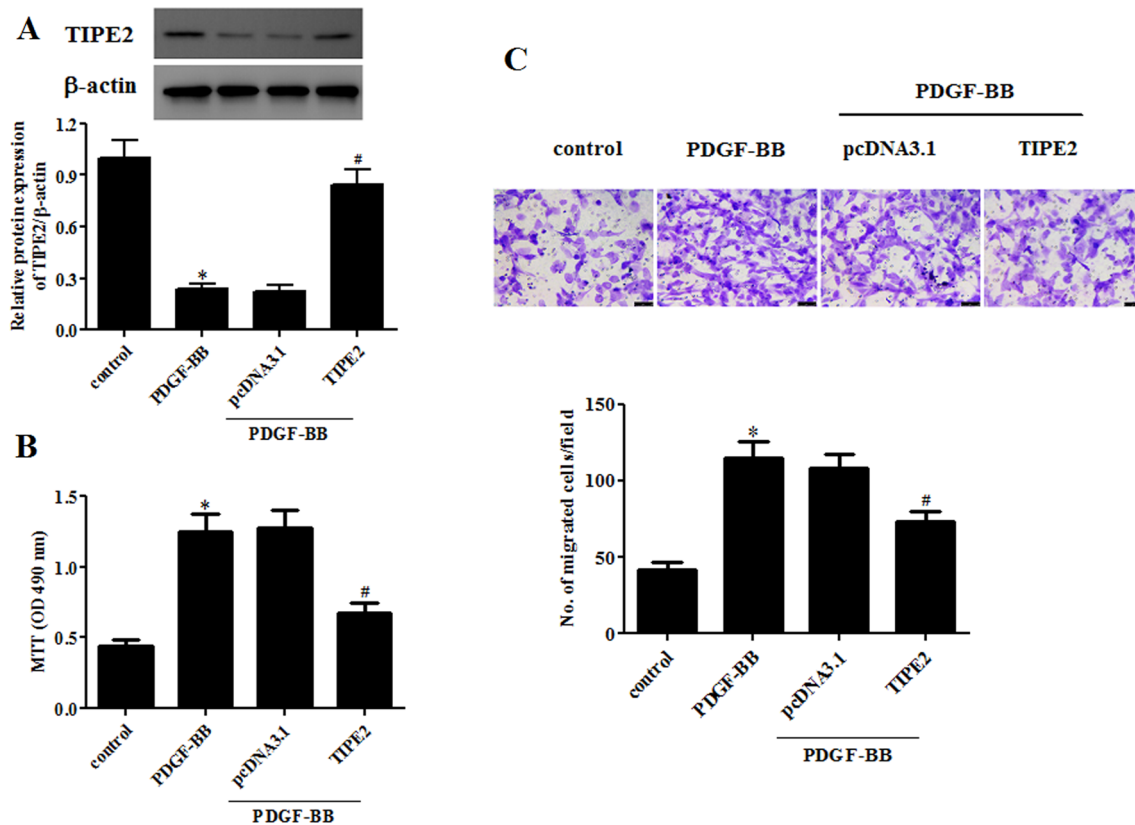 A
TIPE2
β-actin
Relative protein expression
of TIPE2/β-actin
1.2
0.9
0.6
0.3
0.0
*
#
control
PDGF-BB
pcDNA3.1
TIPE2
PDGF-BB
B
MTT (OD 490 nm)
1.5
1.0
0.5
0.0
*
#
control
PDGF-BB
pcDNA3.1
TIPE2
PDGF-BB
C
PDGF-BB
control PDGF-BB pcDNA3.1 TIPE2
No. of migrated cells/field
150
100
50
0
*
#
control
PDGF-BB
pcDNA3.1
TIPE2
PDGF-BB